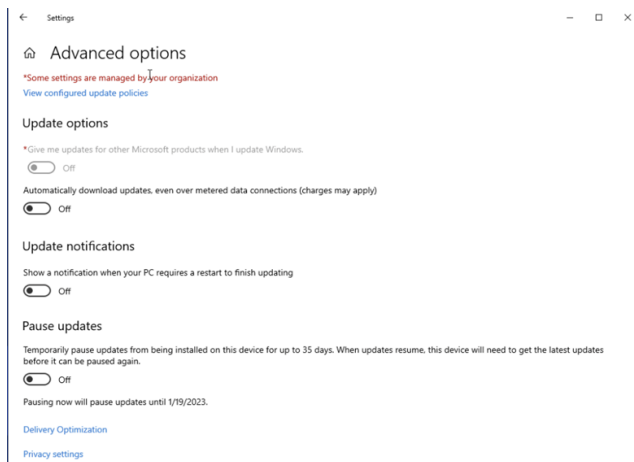 Settings
Advanced options
*Some settings are managed by your organization
View configured update policies
Update options
*Give me updates for other Microsoft products when I update Windows.
Off
Automatically download updates, even over metered data connections (charges may apply)
Off
Update notifications
Show a notification when your PC requires a restart to finish updating
Off
Pause updates
Temporarily pause updates from being installed on this device for up to 35 days. When updates resume, this device will need to get the latest updates
before it can be paused again.
Off
Pausing now will pause updates until 1/19/2023.
Delivery Optimization
Privacy settings